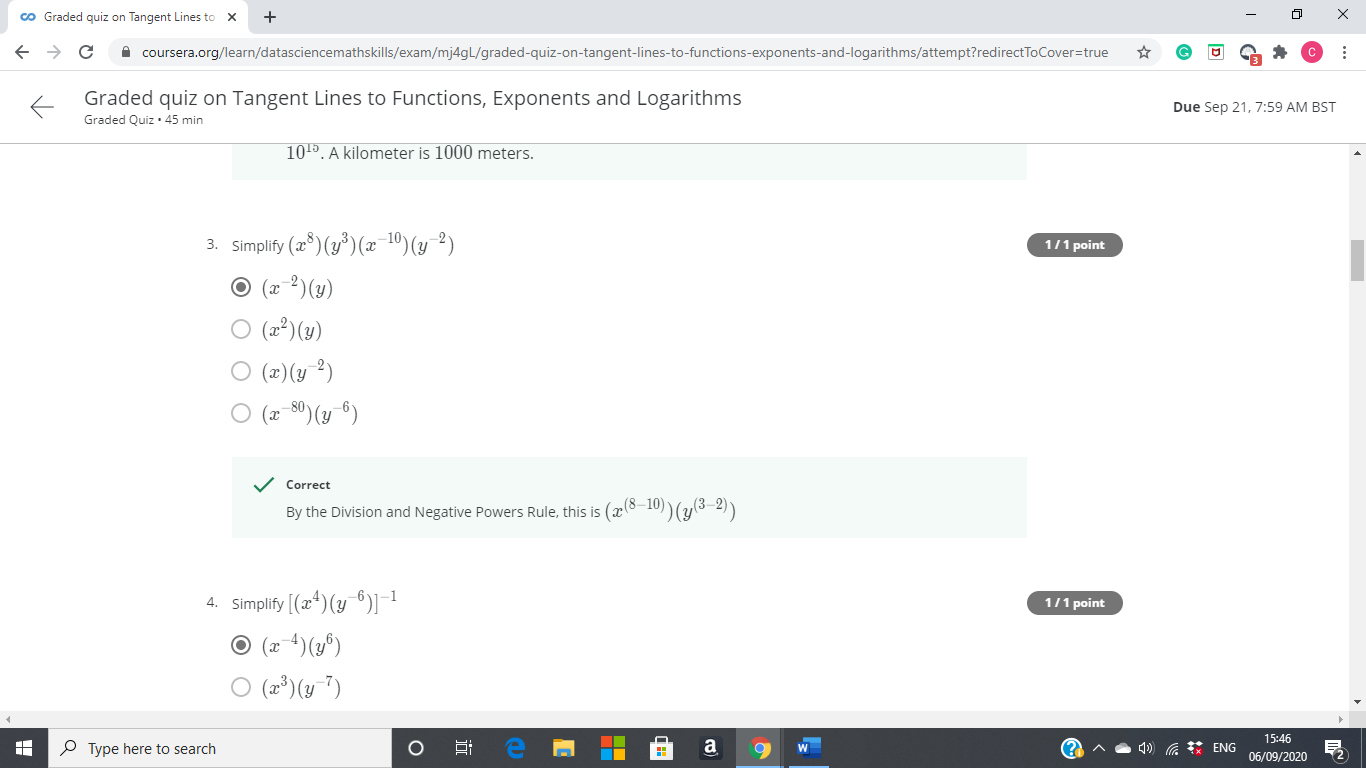 Graded quiz on Tangent Lines to
coursera.org/learn/datasciencemathskills/exam/mj4gL/graded-quiz-on-tangent-lines-to-functions-exponents-and-logarithms/attempt?redirectToCover=true
G
3
C
Graded quiz on Tangent Lines to Functions, Exponents and Logarithms
Graded Quiz • 45 min
Due Sep 21, 7:59 AM BST
10^15. A kilometer is 1000 meters.
3. Simplify (x^8)(y^3)(x^−10)(y^−2)
1 / 1 point
(x^−2)(y)
(x^2)(y)
(x)(y^−2)
(x^−80)(y^−6)
Correct
By the Division and Negative Powers Rule, this is (x^(8−10))(y^(3−2))
4. Simplify [(x^4)(y^−6)]^−1
1 / 1 point
(x^−4)(y^6)
(x^3)(y^−7)
Type here to search
ENG
15:46
06/09/2020
2